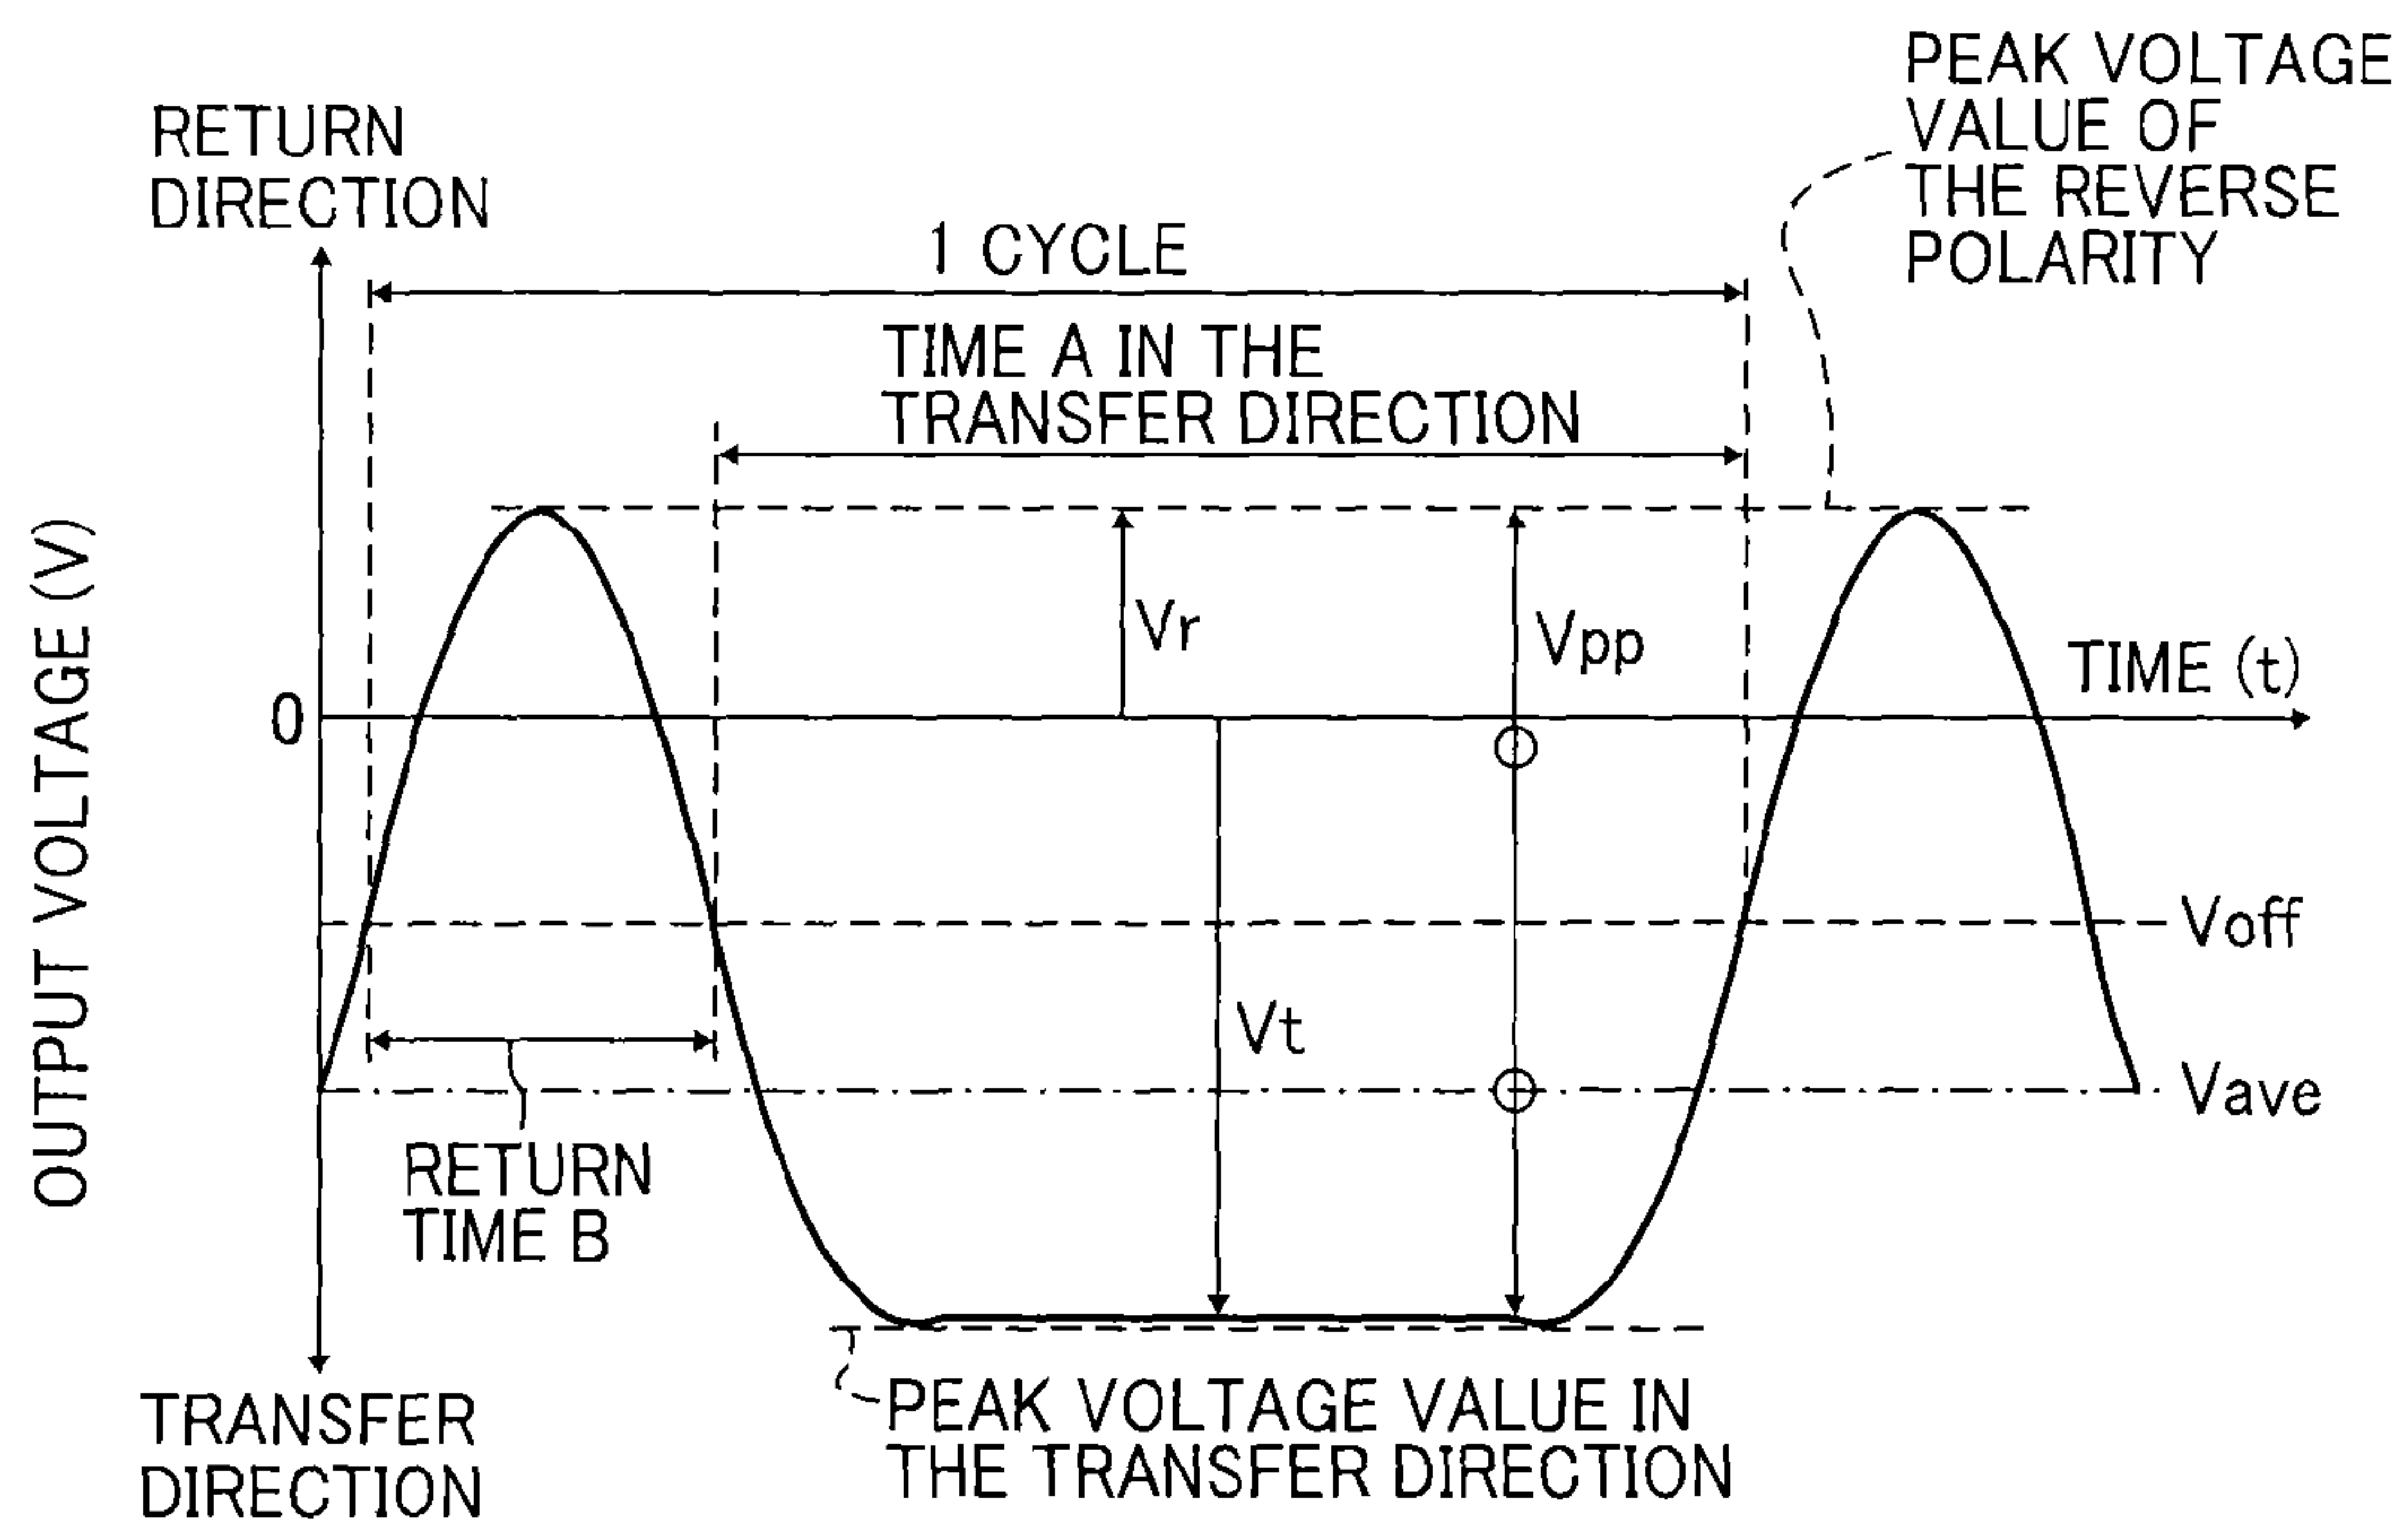 PEAK VOLTAGE
VALUE OF
THE REVERSE
POLARITY
RETURN
DIRECTION
1 CYCLE
TIME A IN THE
TRANSFER DIRECTION
OUTPUT VOLTAGE (V)
Vr
Vpp
TIME (t)
0
Voff
Vt
Vave
RETURN
TIME B
PEAK VOLTAGE VALUE IN
THE TRANSFER DIRECTION
TRANSFER
DIRECTION